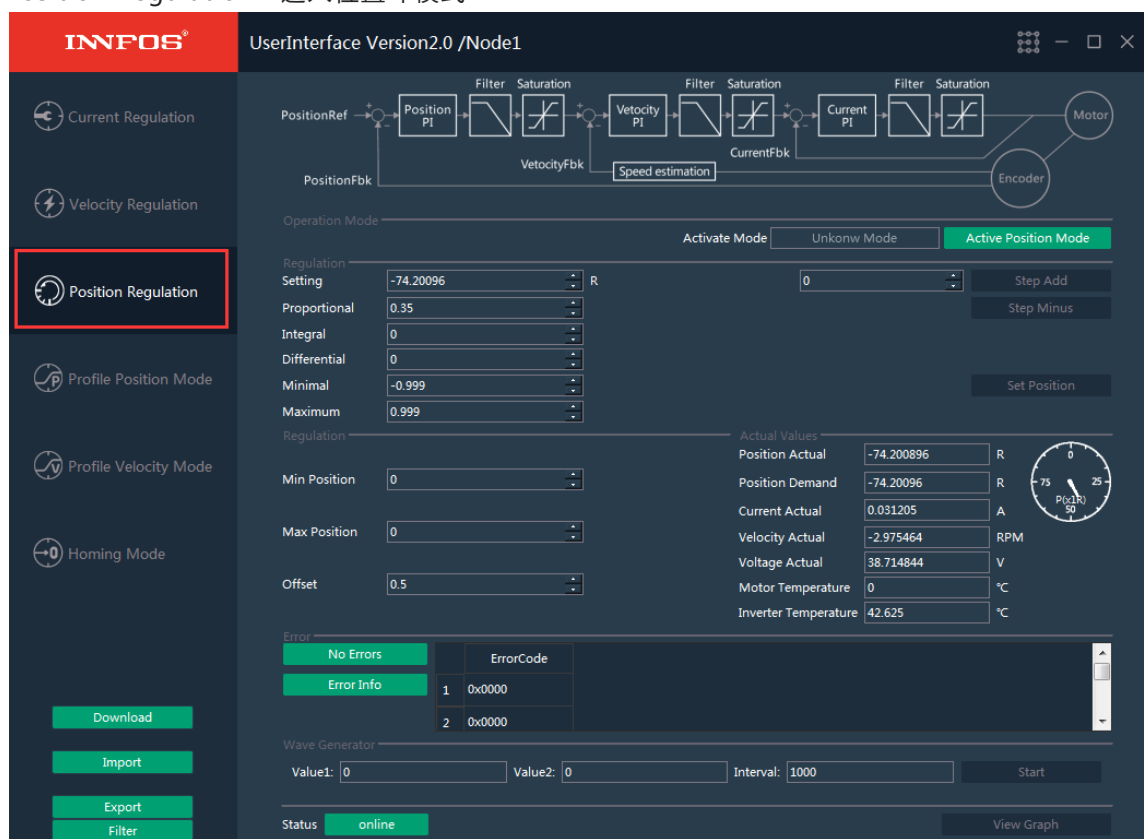 INNFOS®
UserInterface Version2.0 /Node1
Current Regulation
Velocity Regulation
Position Regulation
Profile Position Mode
Profile Velocity Mode
Homing Mode
Download
Import
Export
Filter
Filter Saturation Filter Saturation Filter Saturation
PositionRef + - Position PI + - Vetocity PI + - Current PI Motor
CurrentFbk
VetocityFbk Speed estimation
PositionFbk Encoder
Operation Mode
Activate Mode Unkonw Mode Active Position Mode
Regulation
Setting -74.20096 R 0 Step Add
Proportional 0.35 Step Minus
Integral 0
Differential 0
Minimal -0.999 Set Position
Maximum 0.999
Regulation
Min Position 0
Max Position 0
Offset 0.5
Actual Values
Position Actual -74.200896 R
Position Demand -74.20096 R
Current Actual 0.031205 A
Velocity Actual -2.975464 RPM
Voltage Actual 38.714844 V
Motor Temperature 0 ℃
Inverter Temperature 42.625 ℃
0
75 25
P(x1R)
50
Error
No Errors ErrorCode
Error Info 1 0x0000
2 0x0000
Wave Generator
Value1: 0 Value2: 0 Interval: 1000 Start
Status online View Graph